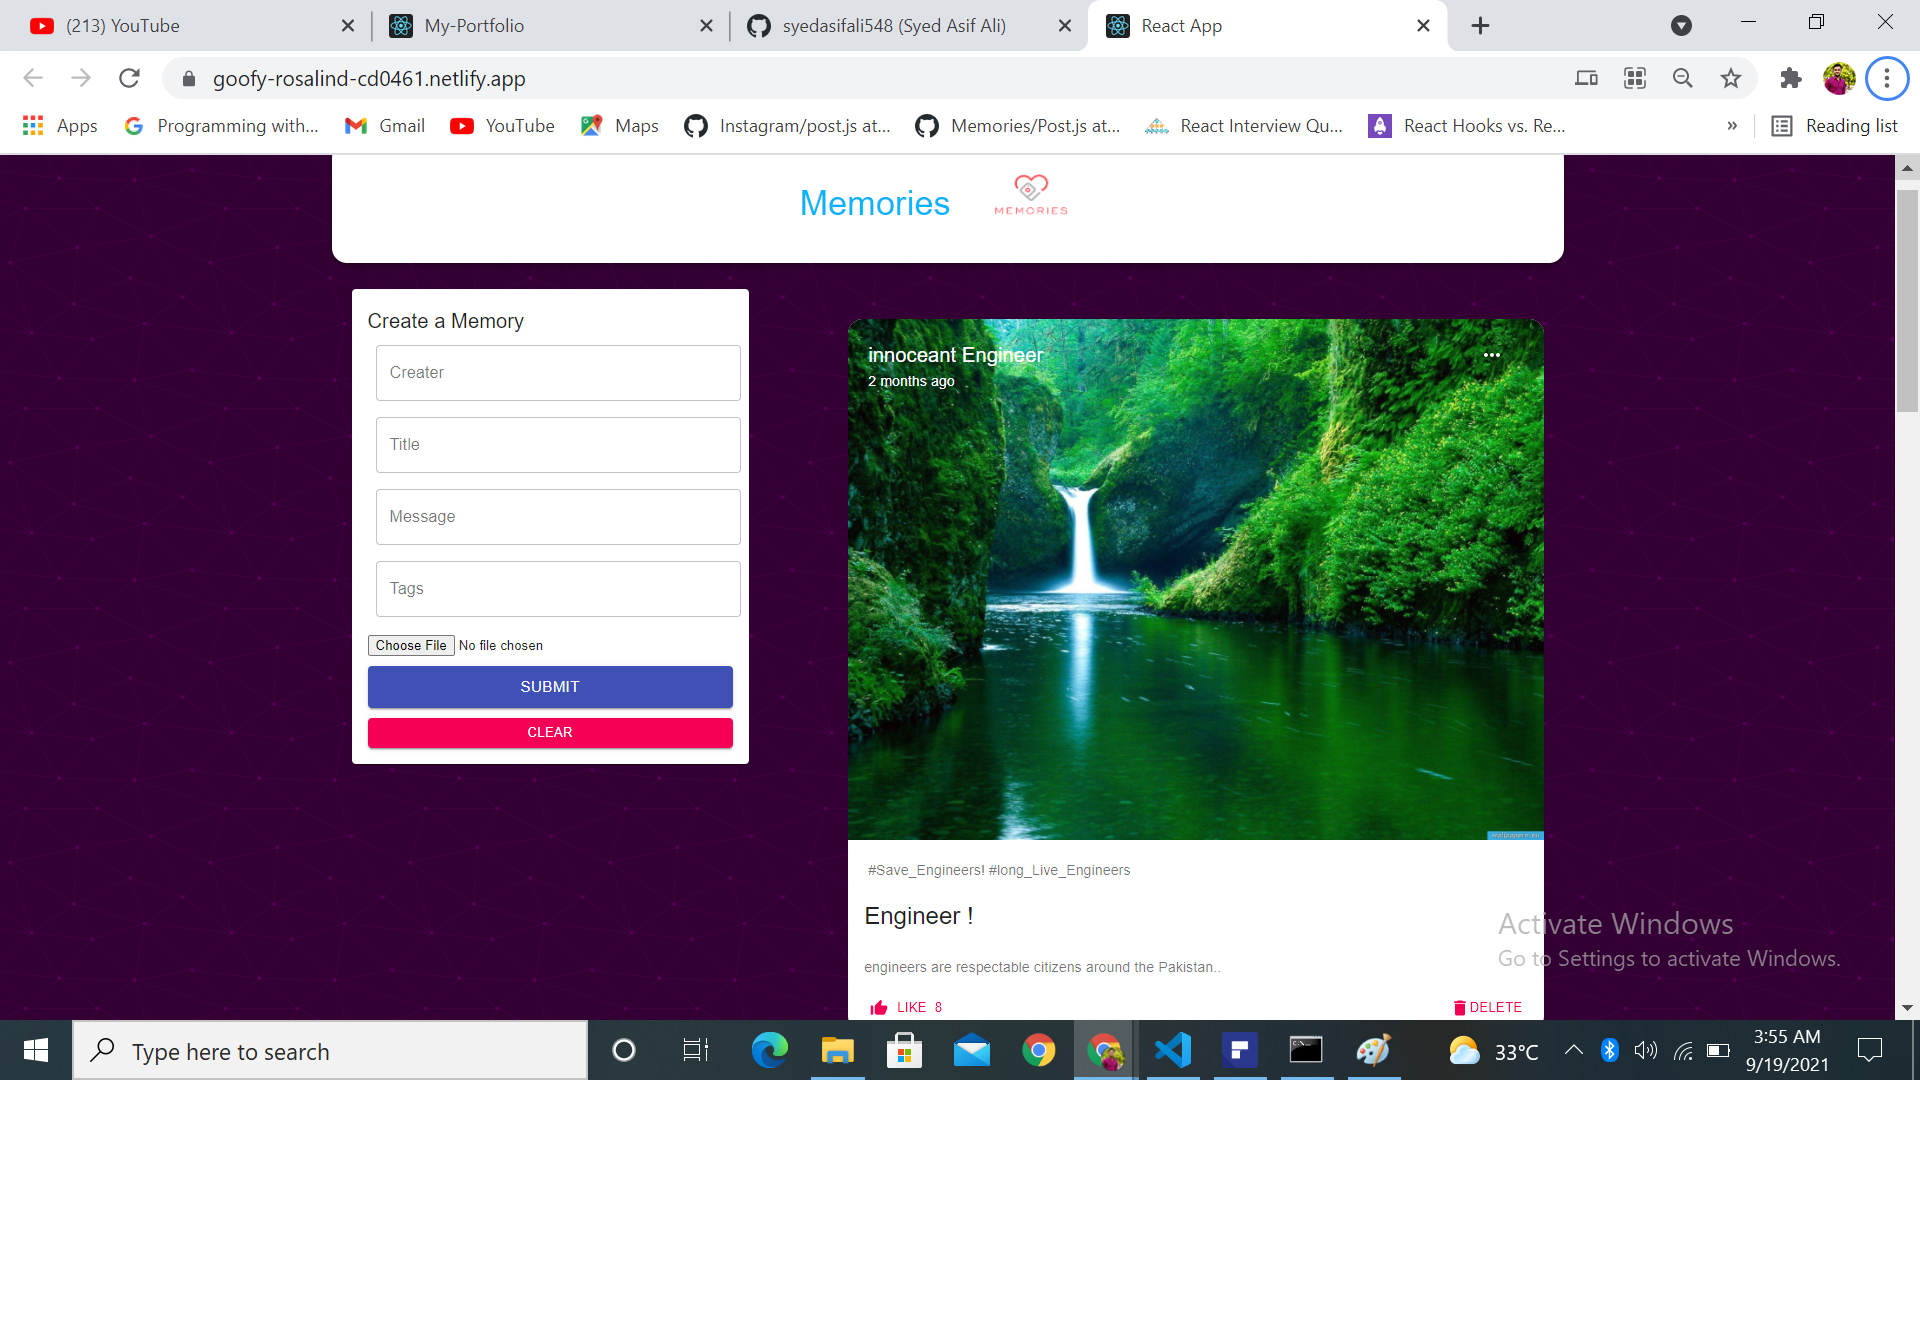 (213) YouTube
My-Portfolio
syedasifali548 (Syed Asif Ali)
React App
goofy-rosalind-cd0461.netlify.app
Apps
Programming with...
Gmail
YouTube
Maps
Instagram/post.js at...
Memories/Post.js at...
React Interview Qu...
React Hooks vs. Re...
»
Reading list
Memories
MEMORIES
Create a Memory
Creater
Title
Message
Tags
Choose File No file chosen
SUBMIT
CLEAR
innoceant Engineer
2 months ago
#Save_Engineers! #long_Live_Engineers
Engineer !
engineers are respectable citizens around the Pakistan..
LIKE 8
DELETE
Activate Windows
Go to Settings to activate Windows.
Type here to search
33°C
3:55 AM
9/19/2021